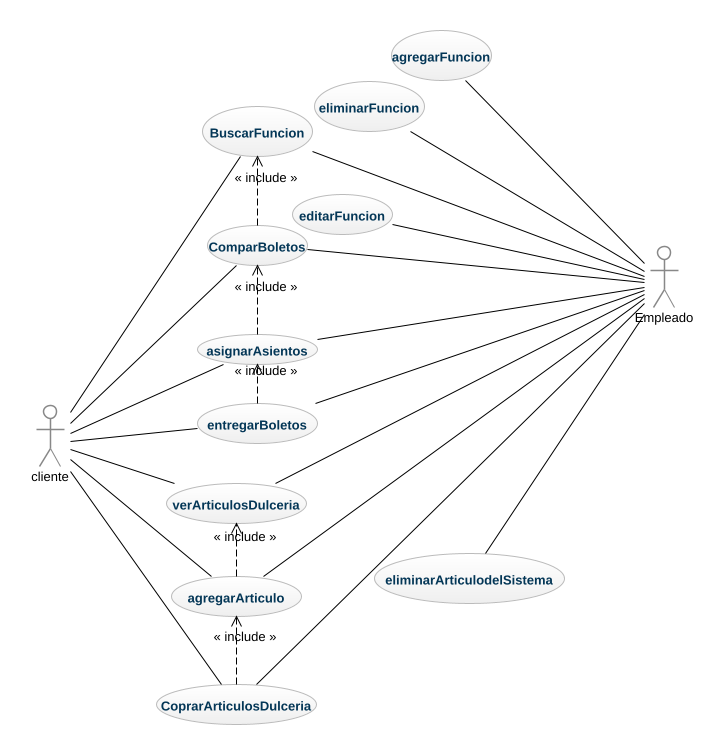 agregarFuncion
eliminarFuncion
BuscarFuncion
« include »
editarFuncion
ComparBoletos
« include »
Empleado
asignarAsientos
« include »
entregarBoletos
cliente
verArticulosDulceria
« include »
eliminarArticulodelSistema
agregarArticulo
« include »
CoprarArticulosDulceria